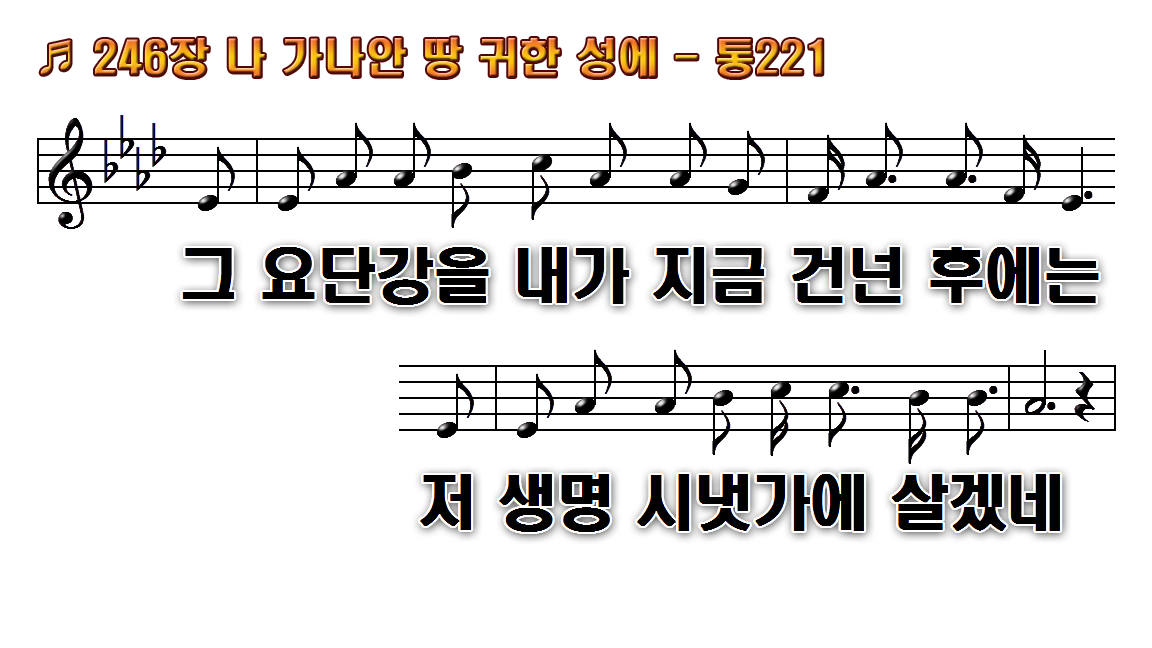 ♬ 246장 나 가나안 땅 귀한 성에 - 통221
그 요단강을 내가 지금 건넌 후에는
저 생명 시냇가에 살겠네